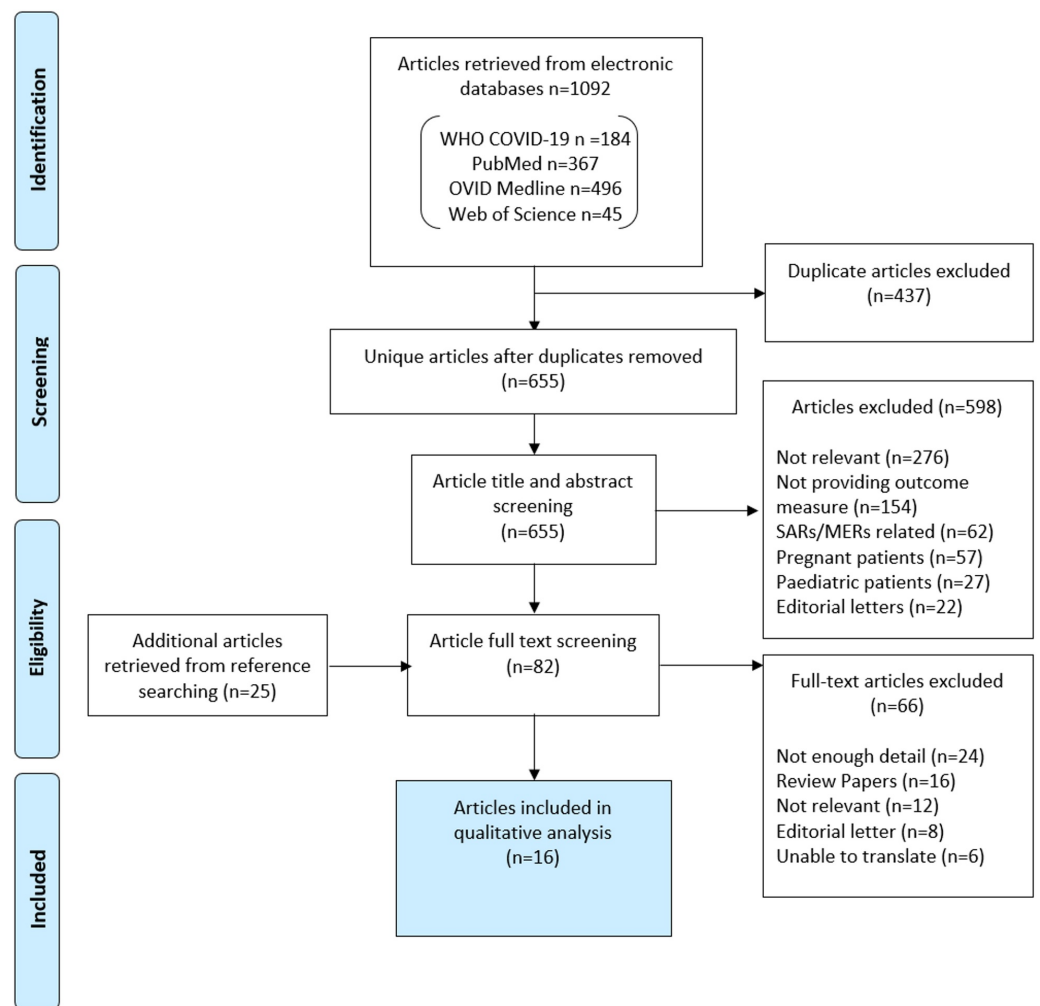 Identification
Articles retrieved from electronic
databases n=1092
WHO COVID-19 n =184
PubMed n=367
OVID Medline n=496
Web of Science n=45
Duplicate articles excluded
(n=437)
Screening
Unique articles after duplicates removed
(n=655)
Article title and abstract
screening
(n=655)
Articles excluded (n=598)
Not relevant (n=276)
Not providing outcome
measure (n=154)
SARs/MERs related (n=62)
Pregnant patients (n=57)
Paediatric patients (n=27)
Editorial letters (n=22)
Eligibility
Additional articles
retrieved from reference
searching (n=25)
Article full text screening
(n=82)
Full-text articles excluded
(n=66)
Not enough detail (n=24)
Review Papers (n=16)
Not relevant (n=12)
Editorial letter (n=8)
Unable to translate (n=6)
Included
Articles included in
qualitative analysis
(n=16)